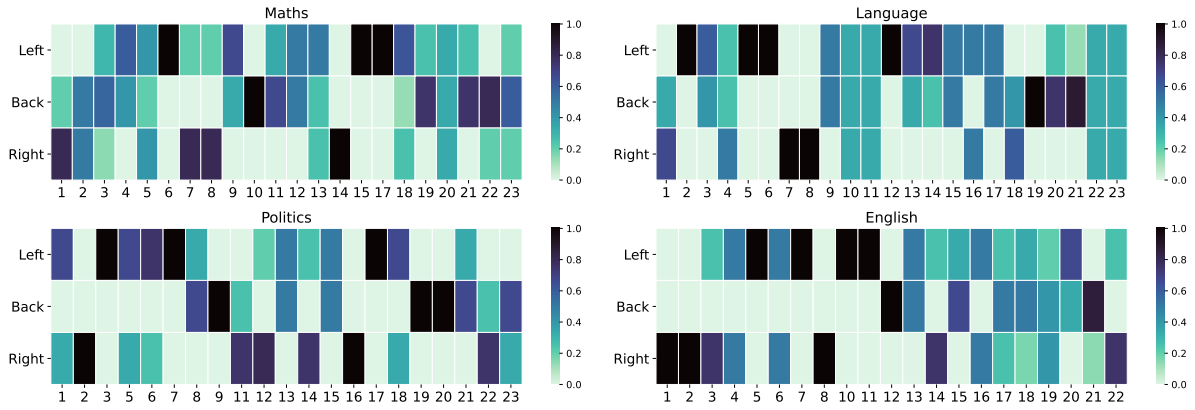 Maths
Left
Back
Right
1 2 3 4 5 6 7 8 9 10 11 12 13 14 15 17 18 19 20 21 22 23
1.0
0.8
0.6
0.4
0.2
0.0
Language
Left
Back
Right
1 2 3 4 5 6 7 8 9 10 11 12 13 14 15 16 17 18 19 20 21 22 23
1.0
0.8
0.6
0.4
0.2
0.0
Politics
Left
Back
Right
1 2 3 5 6 7 8 9 11 12 13 14 15 16 17 18 19 20 21 22 23
1.0
0.8
0.6
0.4
0.2
0.0
English
Left
Back
Right
1 2 3 4 5 6 7 8 10 11 12 13 14 15 16 17 18 19 20 21 22
1.0
0.8
0.6
0.4
0.2
0.0